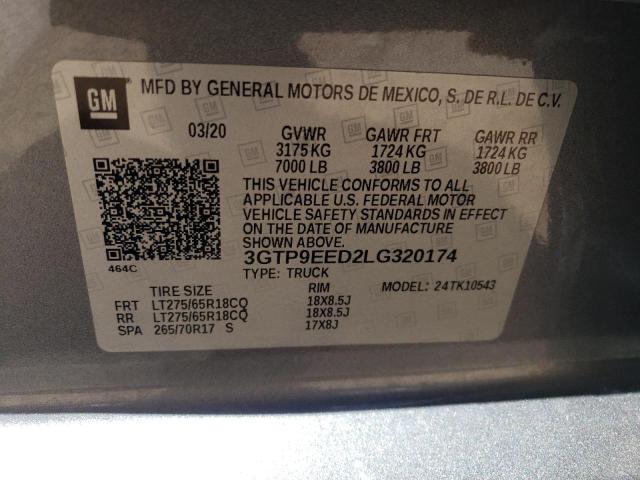 GM
MFD BY GENERAL MOTORS DE MEXICO, S. DE R.L. DE C.V.
03/20 GVWR GAWR FRT GAWR RR
3175 KG 1724 KG 1724 KG
7000 LB 3800 LB 3800 LB
THIS VEHICLE CONFORMS TO ALL
APPLICABLE U.S. FEDERAL MOTOR
VEHICLE SAFETY STANDARDS IN EFFECT
ON THE DATE OF MANUFACTURE
SHOWN ABOVE.
464C
3GTP9EED2LG320174
TYPE: TRUCK
TIRE SIZE RIM MODEL: 24TK10543
FRT LT275/65R18CQ 18X8.5J
RR LT275/65R18CQ 18X8.5J
SPA 265/70R17 S 17X8J